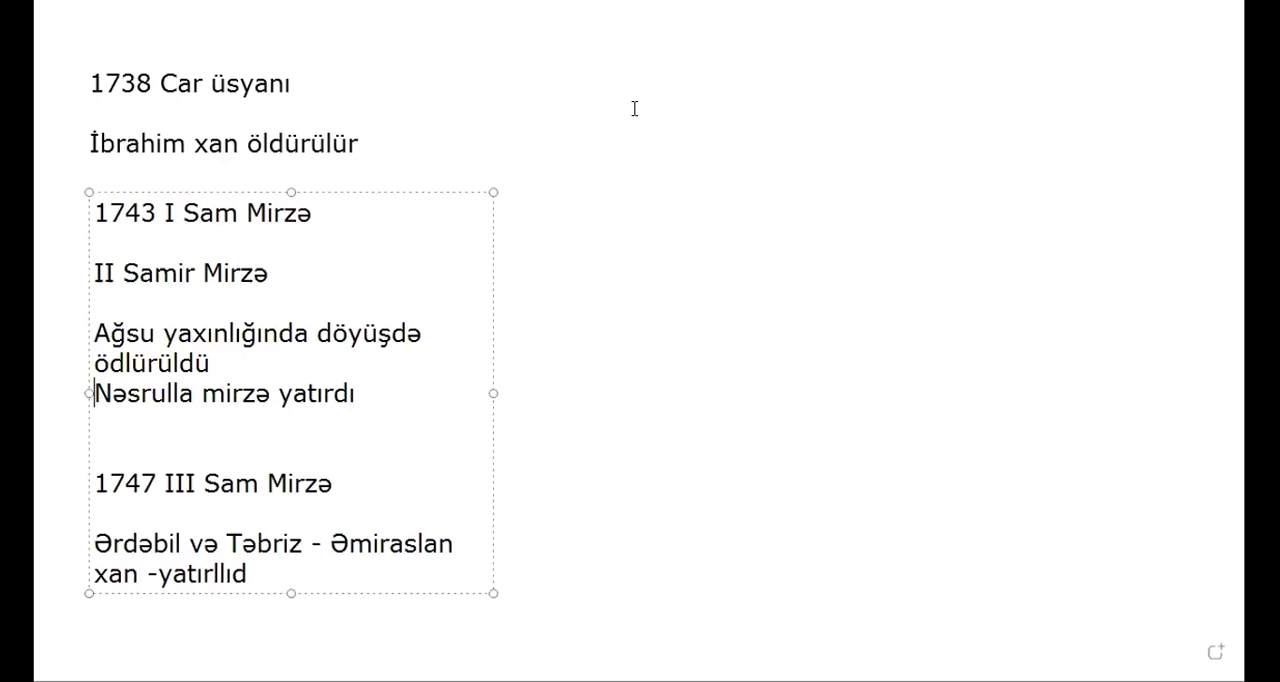 1738 Car üsyanı
İbrahim xan öldürülür
1743 I Sam Mirzə
II Samir Mirzə
Ağsu yaxınlığında döyüşdə
ödlürüldü
Nəsrulla mirzə yatırdı
1747 III Sam Mirzə
Ərdəbil və Təbriz - Əmiraslan
xan -yatırllıd